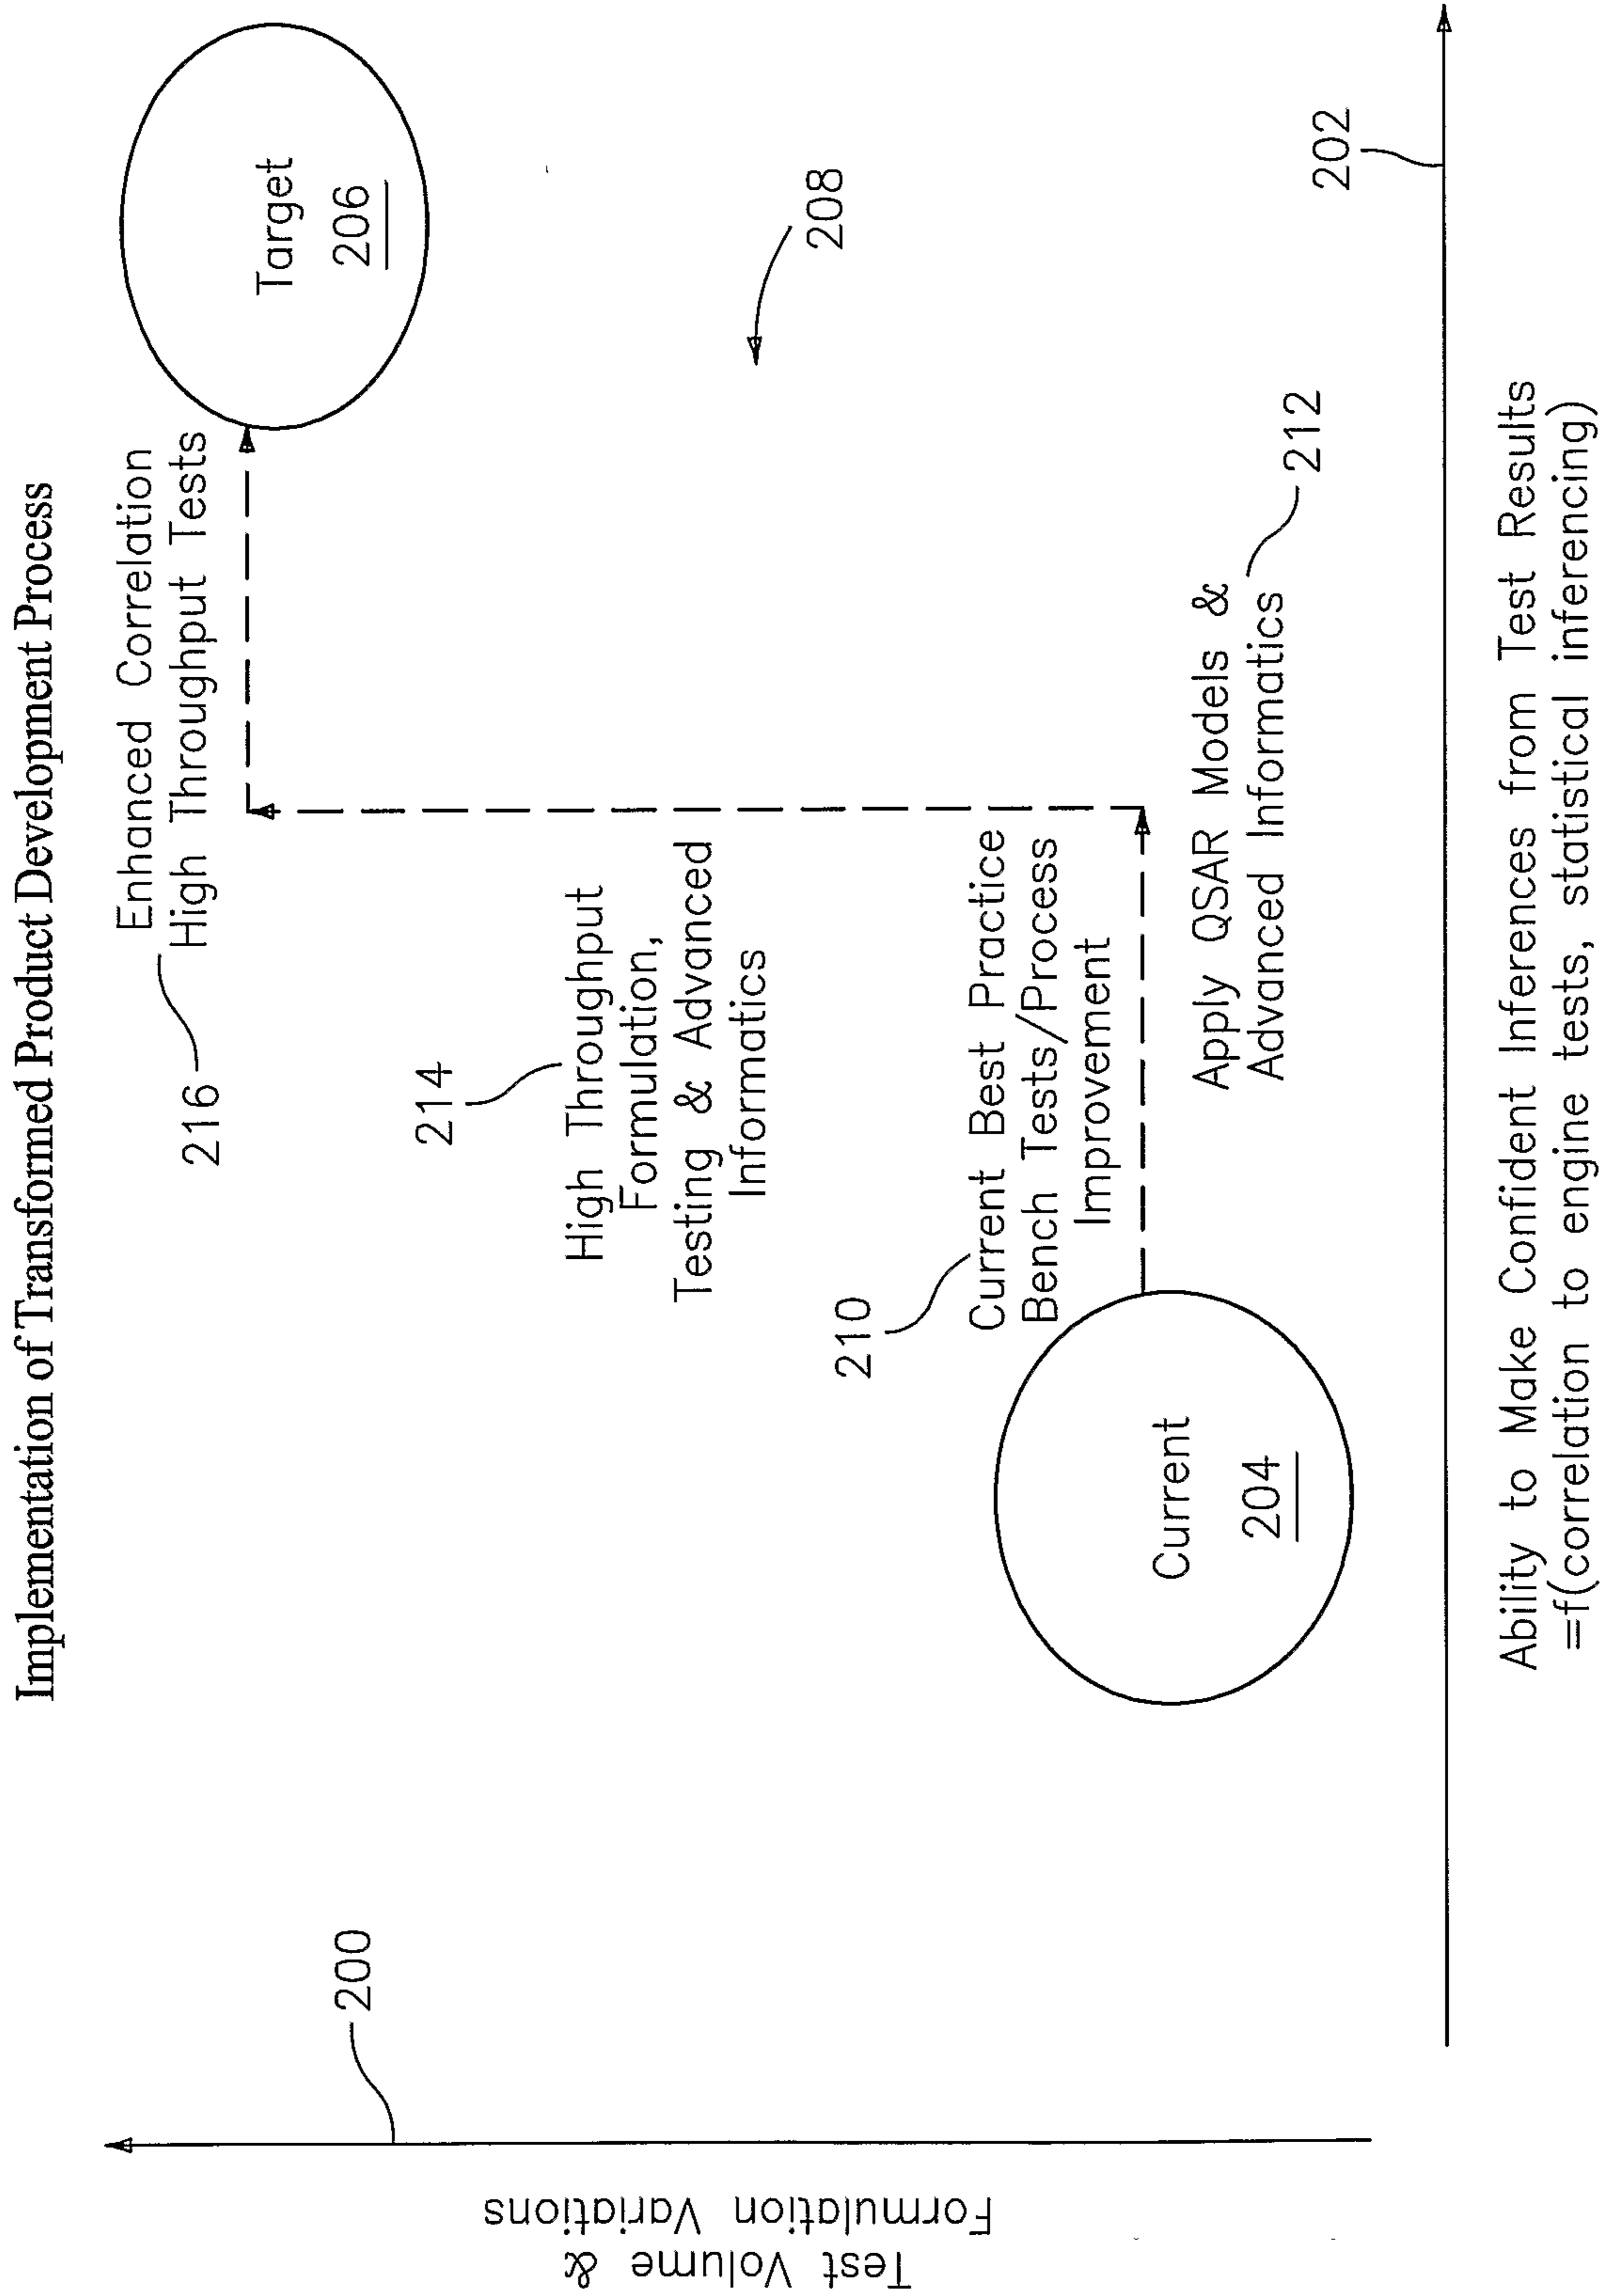 Implementation of Transformed Product Development Process
Enhanced Correlation
High Throughput Tests
216
Target
206
214
High Throughput
Formulation,
Testing & Advanced
Informatics
208
200
Test Volume &
Formulation Variations
210
Current Best Practice
Bench Tests/Process
Improvement
Current
204
Apply QSAR Models &
Advanced Informatics
212
202
Ability to Make Confident Inferences from Test Results
=f(correlation to engine tests, statistical inferencing)